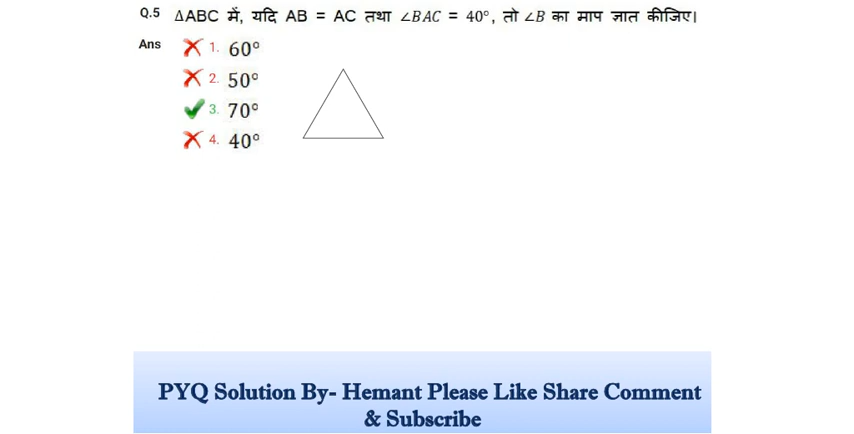 Q.5 ΔABC में, यदि AB = AC तथा ∠BAC = 40°, तो ∠B का माप ज्ञात कीजिए।
Ans 1. 60°
2. 50°
3. 70°
4. 40°
PYQ Solution By- Hemant Please Like Share Comment
& Subscribe